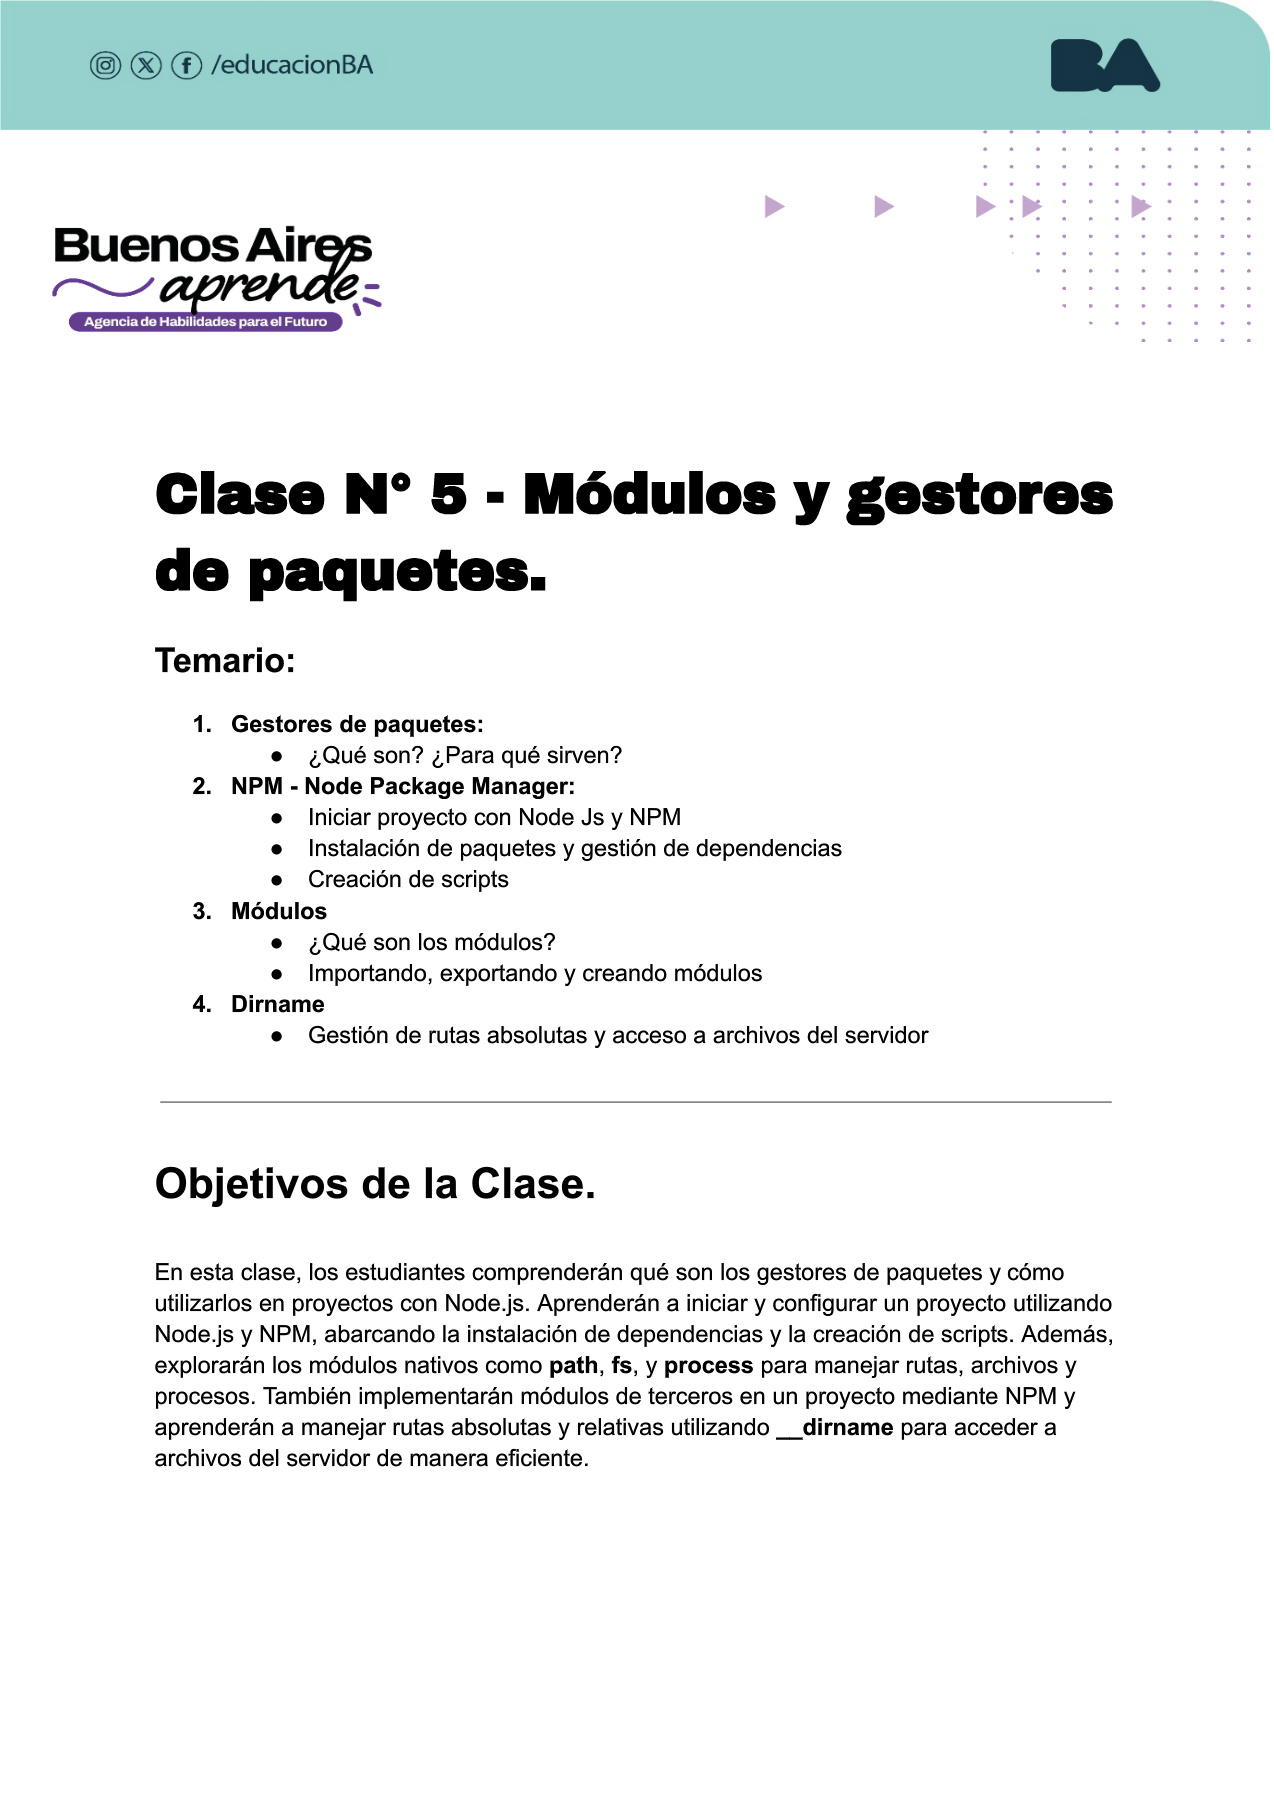 /educacionBA
BA
Buenos Aires
aprende
Agencia de Habilidades para el Futuro
Clase N° 5 - Módulos y gestores
de paquetes.
Temario:
1. Gestores de paquetes:
● ¿Qué son? ¿Para qué sirven?
2. NPM - Node Package Manager:
● Iniciar proyecto con Node Js y NPM
● Instalación de paquetes y gestión de dependencias
● Creación de scripts
3. Módulos
● ¿Qué son los módulos?
● Importando, exportando y creando módulos
4. Dirname
● Gestión de rutas absolutas y acceso a archivos del servidor
Objetivos de la Clase.
En esta clase, los estudiantes comprenderán qué son los gestores de paquetes y cómo
utilizarlos en proyectos con Node.js. Aprenderán a iniciar y configurar un proyecto utilizando
Node.js y NPM, abarcando la instalación de dependencias y la creación de scripts. Además,
explorarán los módulos nativos como path, fs, y process para manejar rutas, archivos y
procesos. También implementarán módulos de terceros en un proyecto mediante NPM y
aprenderán a manejar rutas absolutas y relativas utilizando __dirname para acceder a
archivos del servidor de manera eficiente.